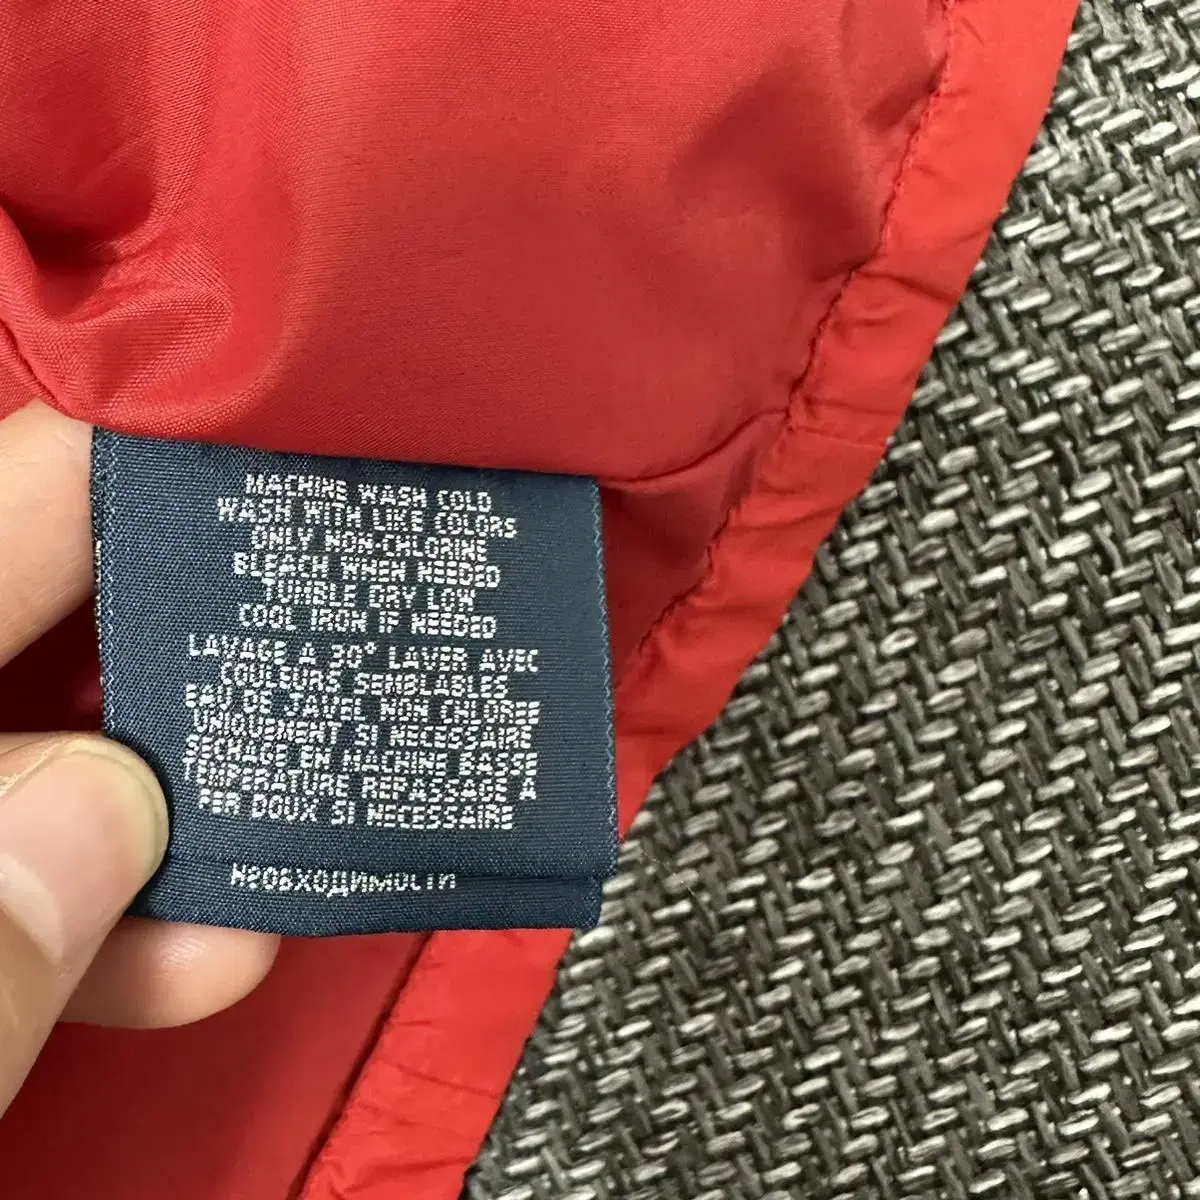 MACHINE WASH COLD
WASH WITH LIKE COLORS
ONLY NON-CHLORINE
BLEACH WHEN NEEDED
TUMBLE DRY LOW
COOL IRON IF NEEDED
LAVAGE A 30° LAVER AVEC
COULEURS SEMBLABLES
EAU DE JAVEL NON CHLOREE
UNIQUEMENT SI NECESSAIRE
SECHAGE EN MACHINE BASSE
TEMPERATURE REPASSAGE A
FER DOUX SI NECESSAIRE
НЕОБХОДИМОСТИ